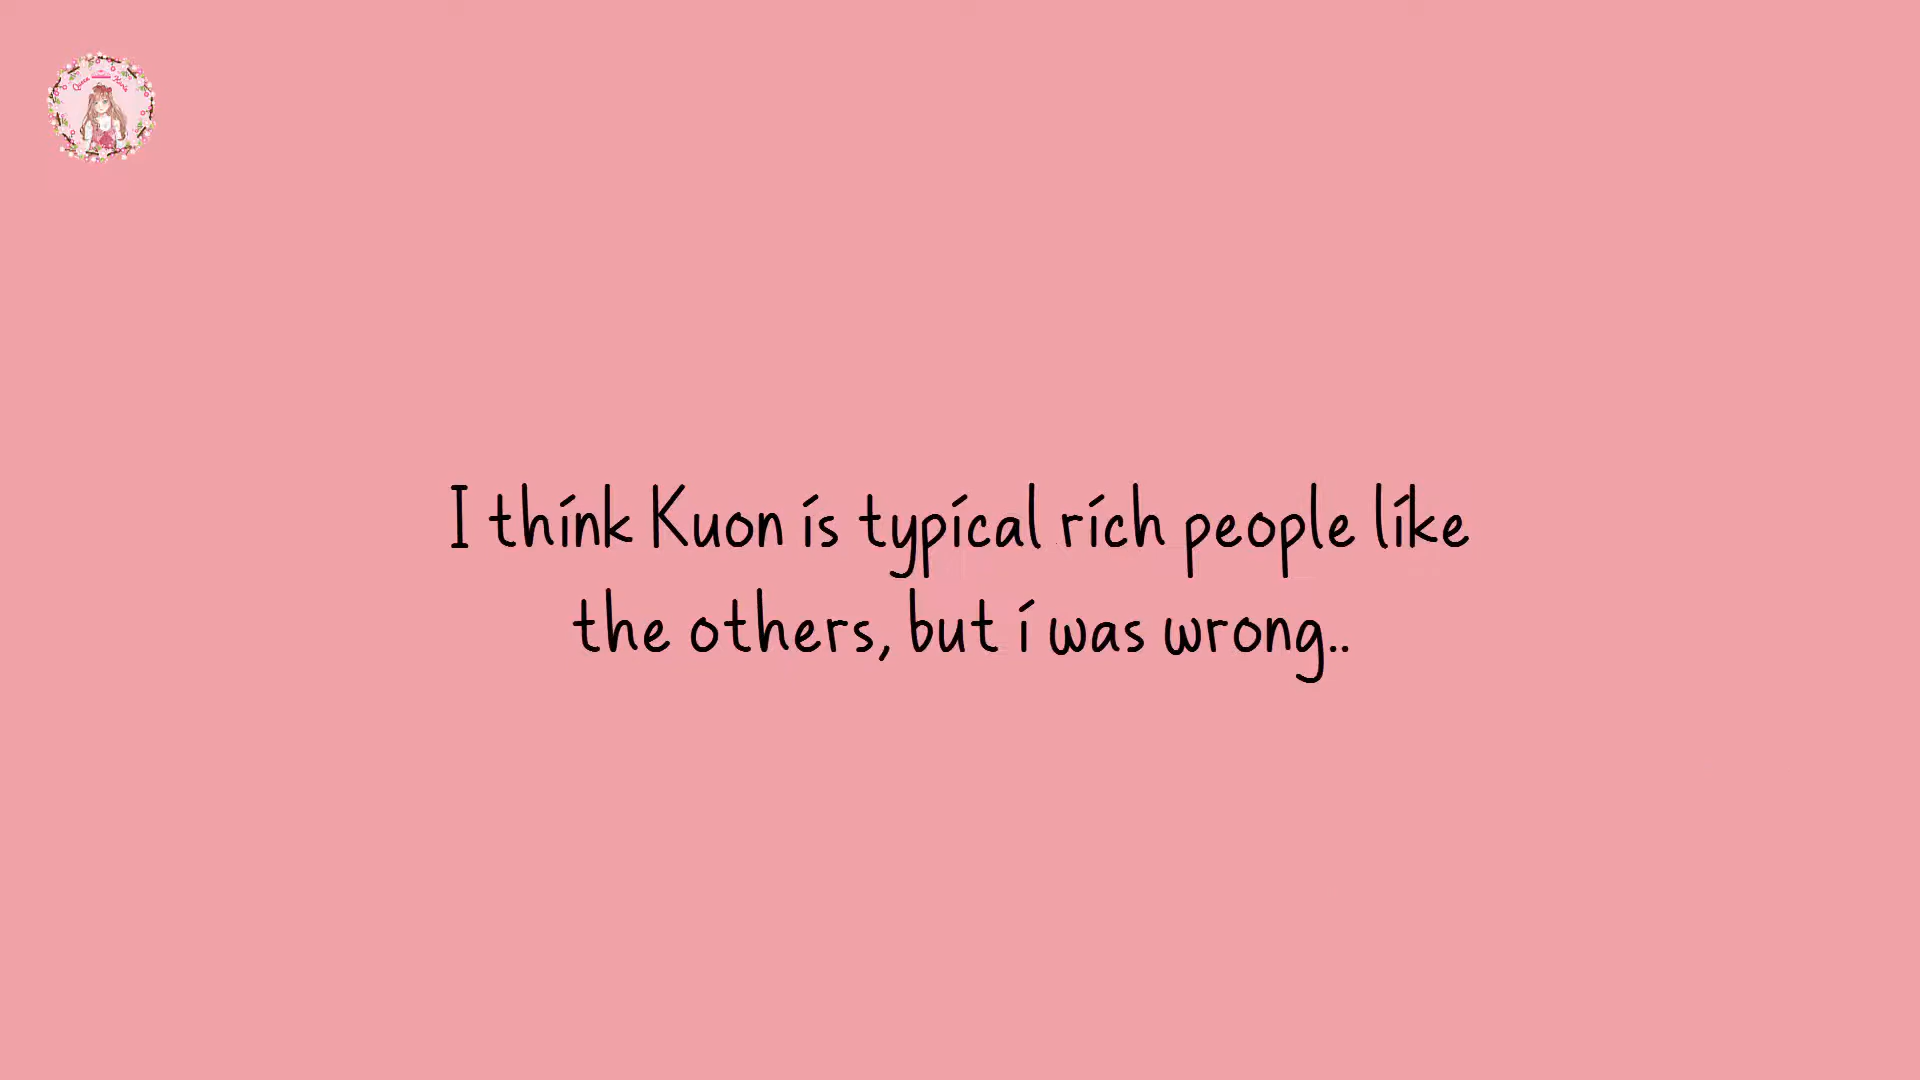 I think Kuon is typical rich people like
the others, but i was wrong..